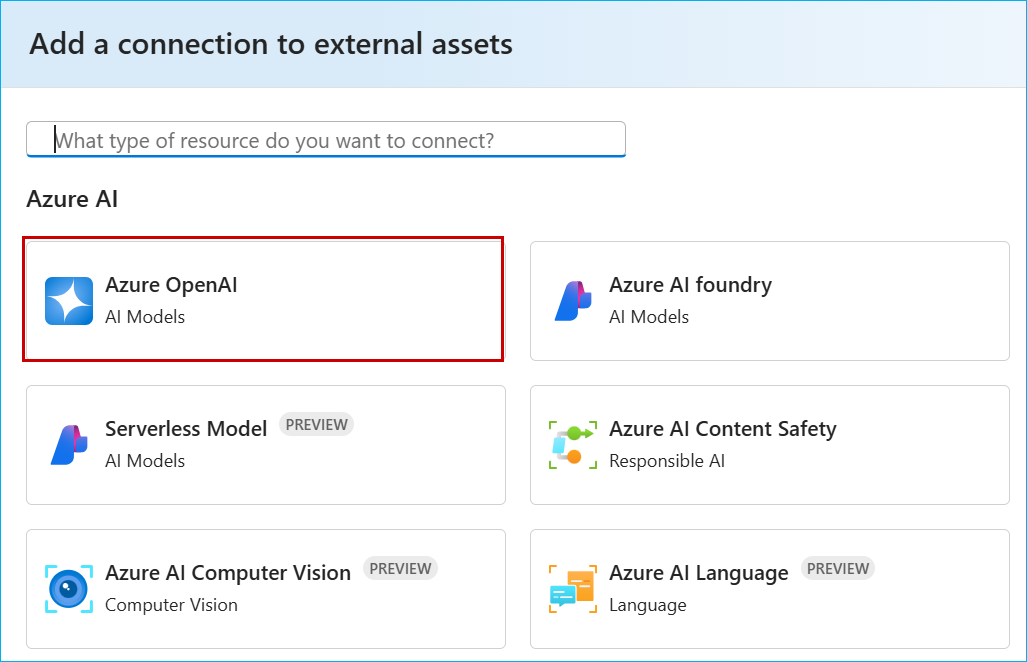 Add a connection to external assets
What type of resource do you want to connect?
Azure AI
Azure OpenAI
AI Models
Azure AI foundry
AI Models
Serverless Model PREVIEW
AI Models
Azure AI Content Safety
Responsible AI
Azure AI Computer Vision PREVIEW
Computer Vision
Azure AI Language PREVIEW
Language